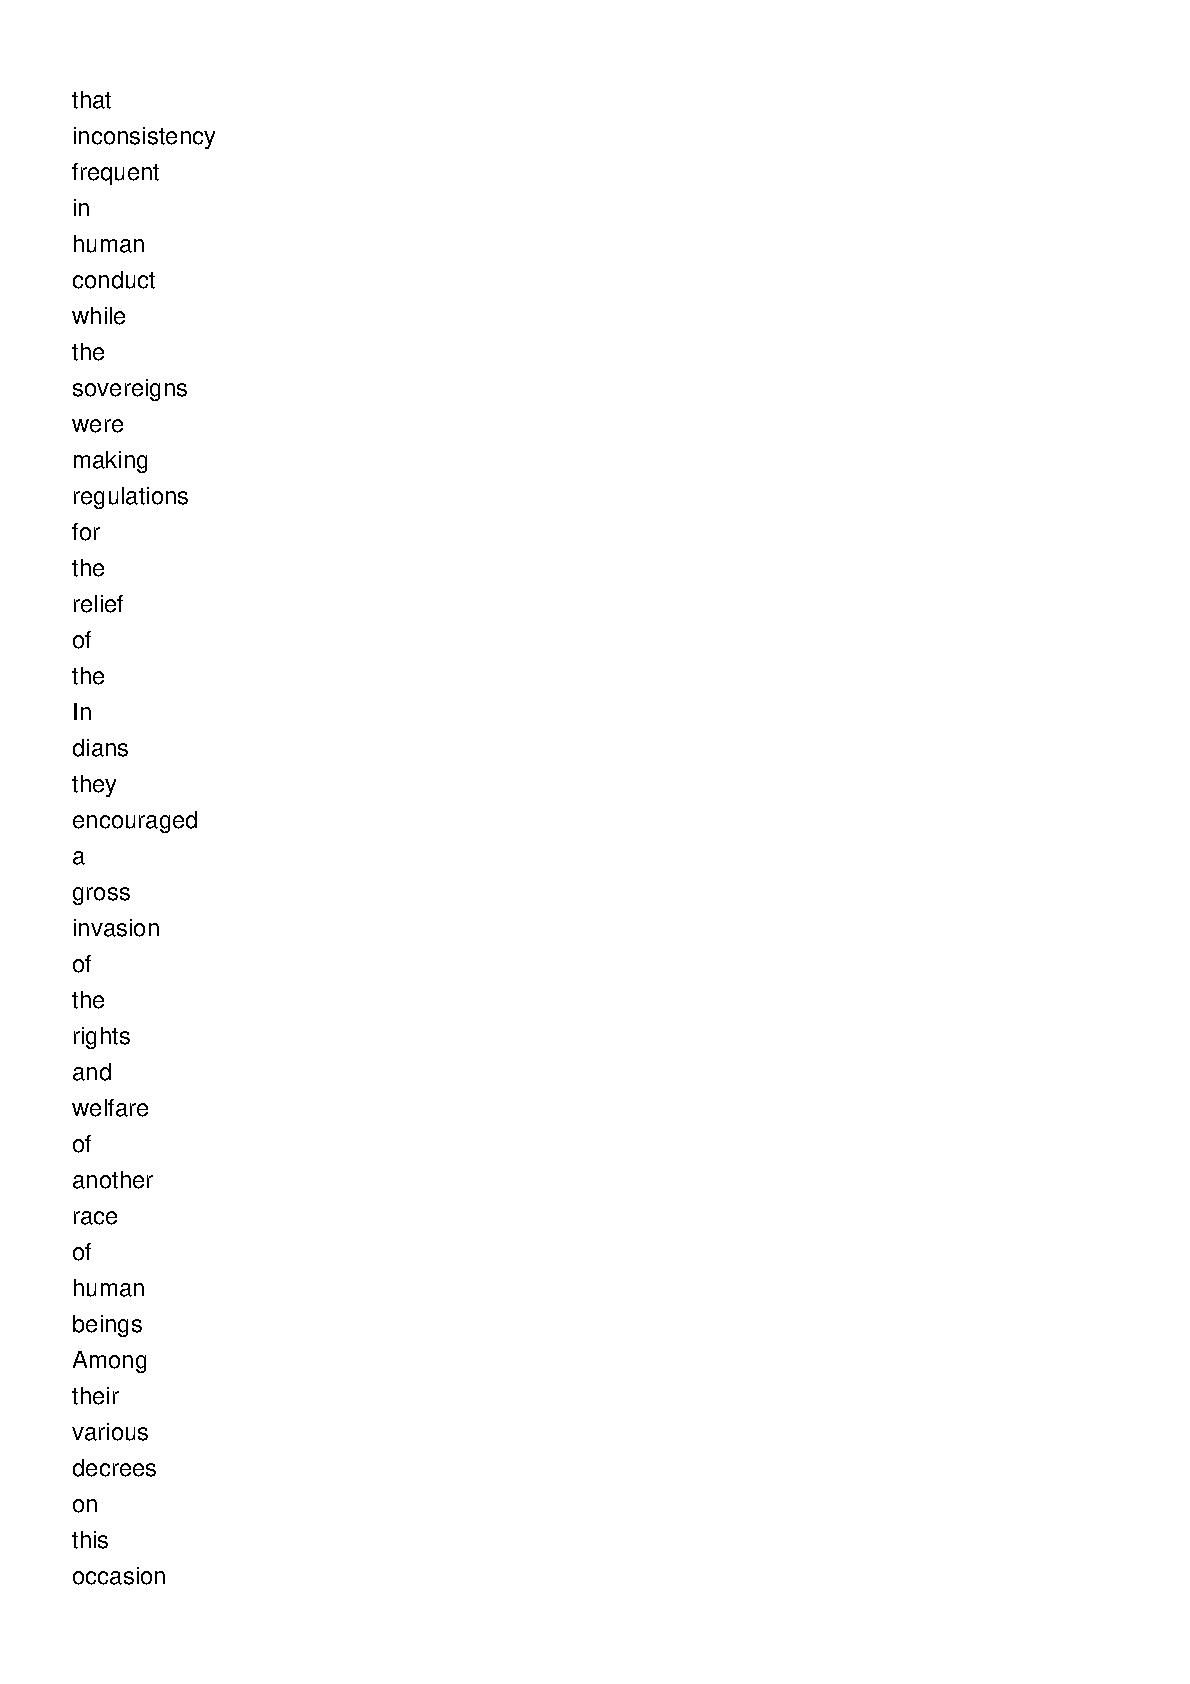 that
inconsistency
frequent
in
human
conduct
while
the
sovereigns
were
making
regulations
for
the
relief
of
the
In
dians
they
encouraged
a
gross
invasion
of
the
rights
and
welfare
of
another
race
of
human
beings
Among
their
various
decrees
on
this
occasion